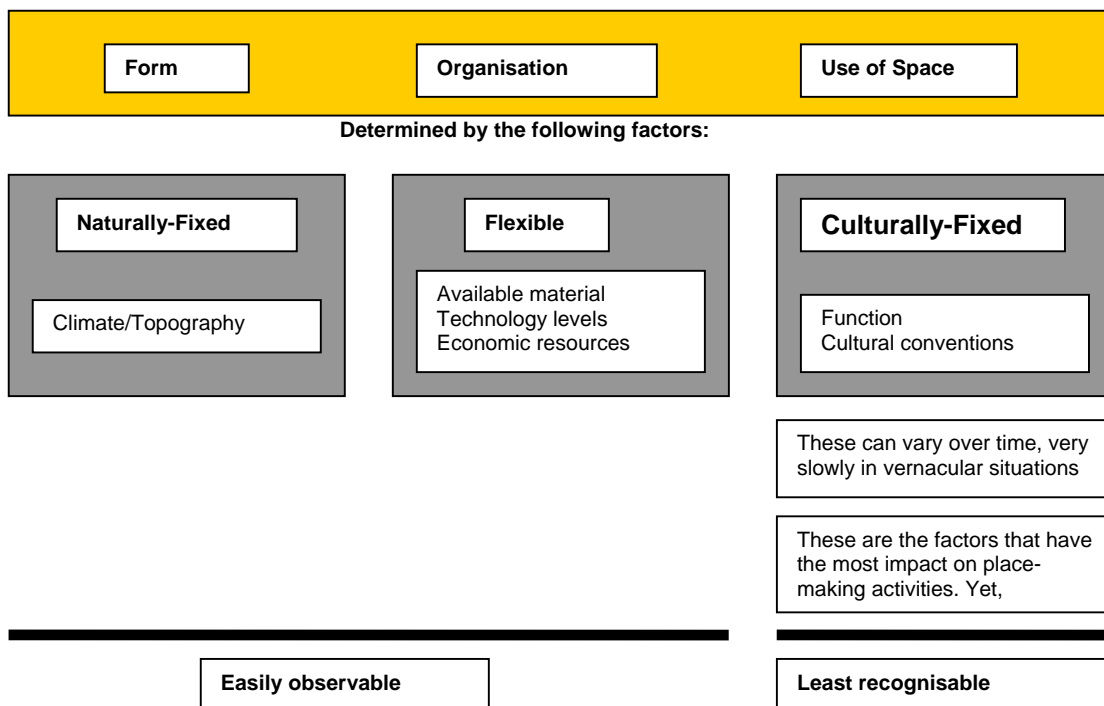 Form
Organisation
Use of Space
Determined by the following factors:
Naturally-Fixed
Climate/Topography
Flexible
Available material
Technology levels
Economic resources
Culturally-Fixed
Function
Cultural conventions
These can vary over time, very
slowly in vernacular situations
These are the factors that have
the most impact on place-
making activities. Yet,
Easily observable
Least recognisable